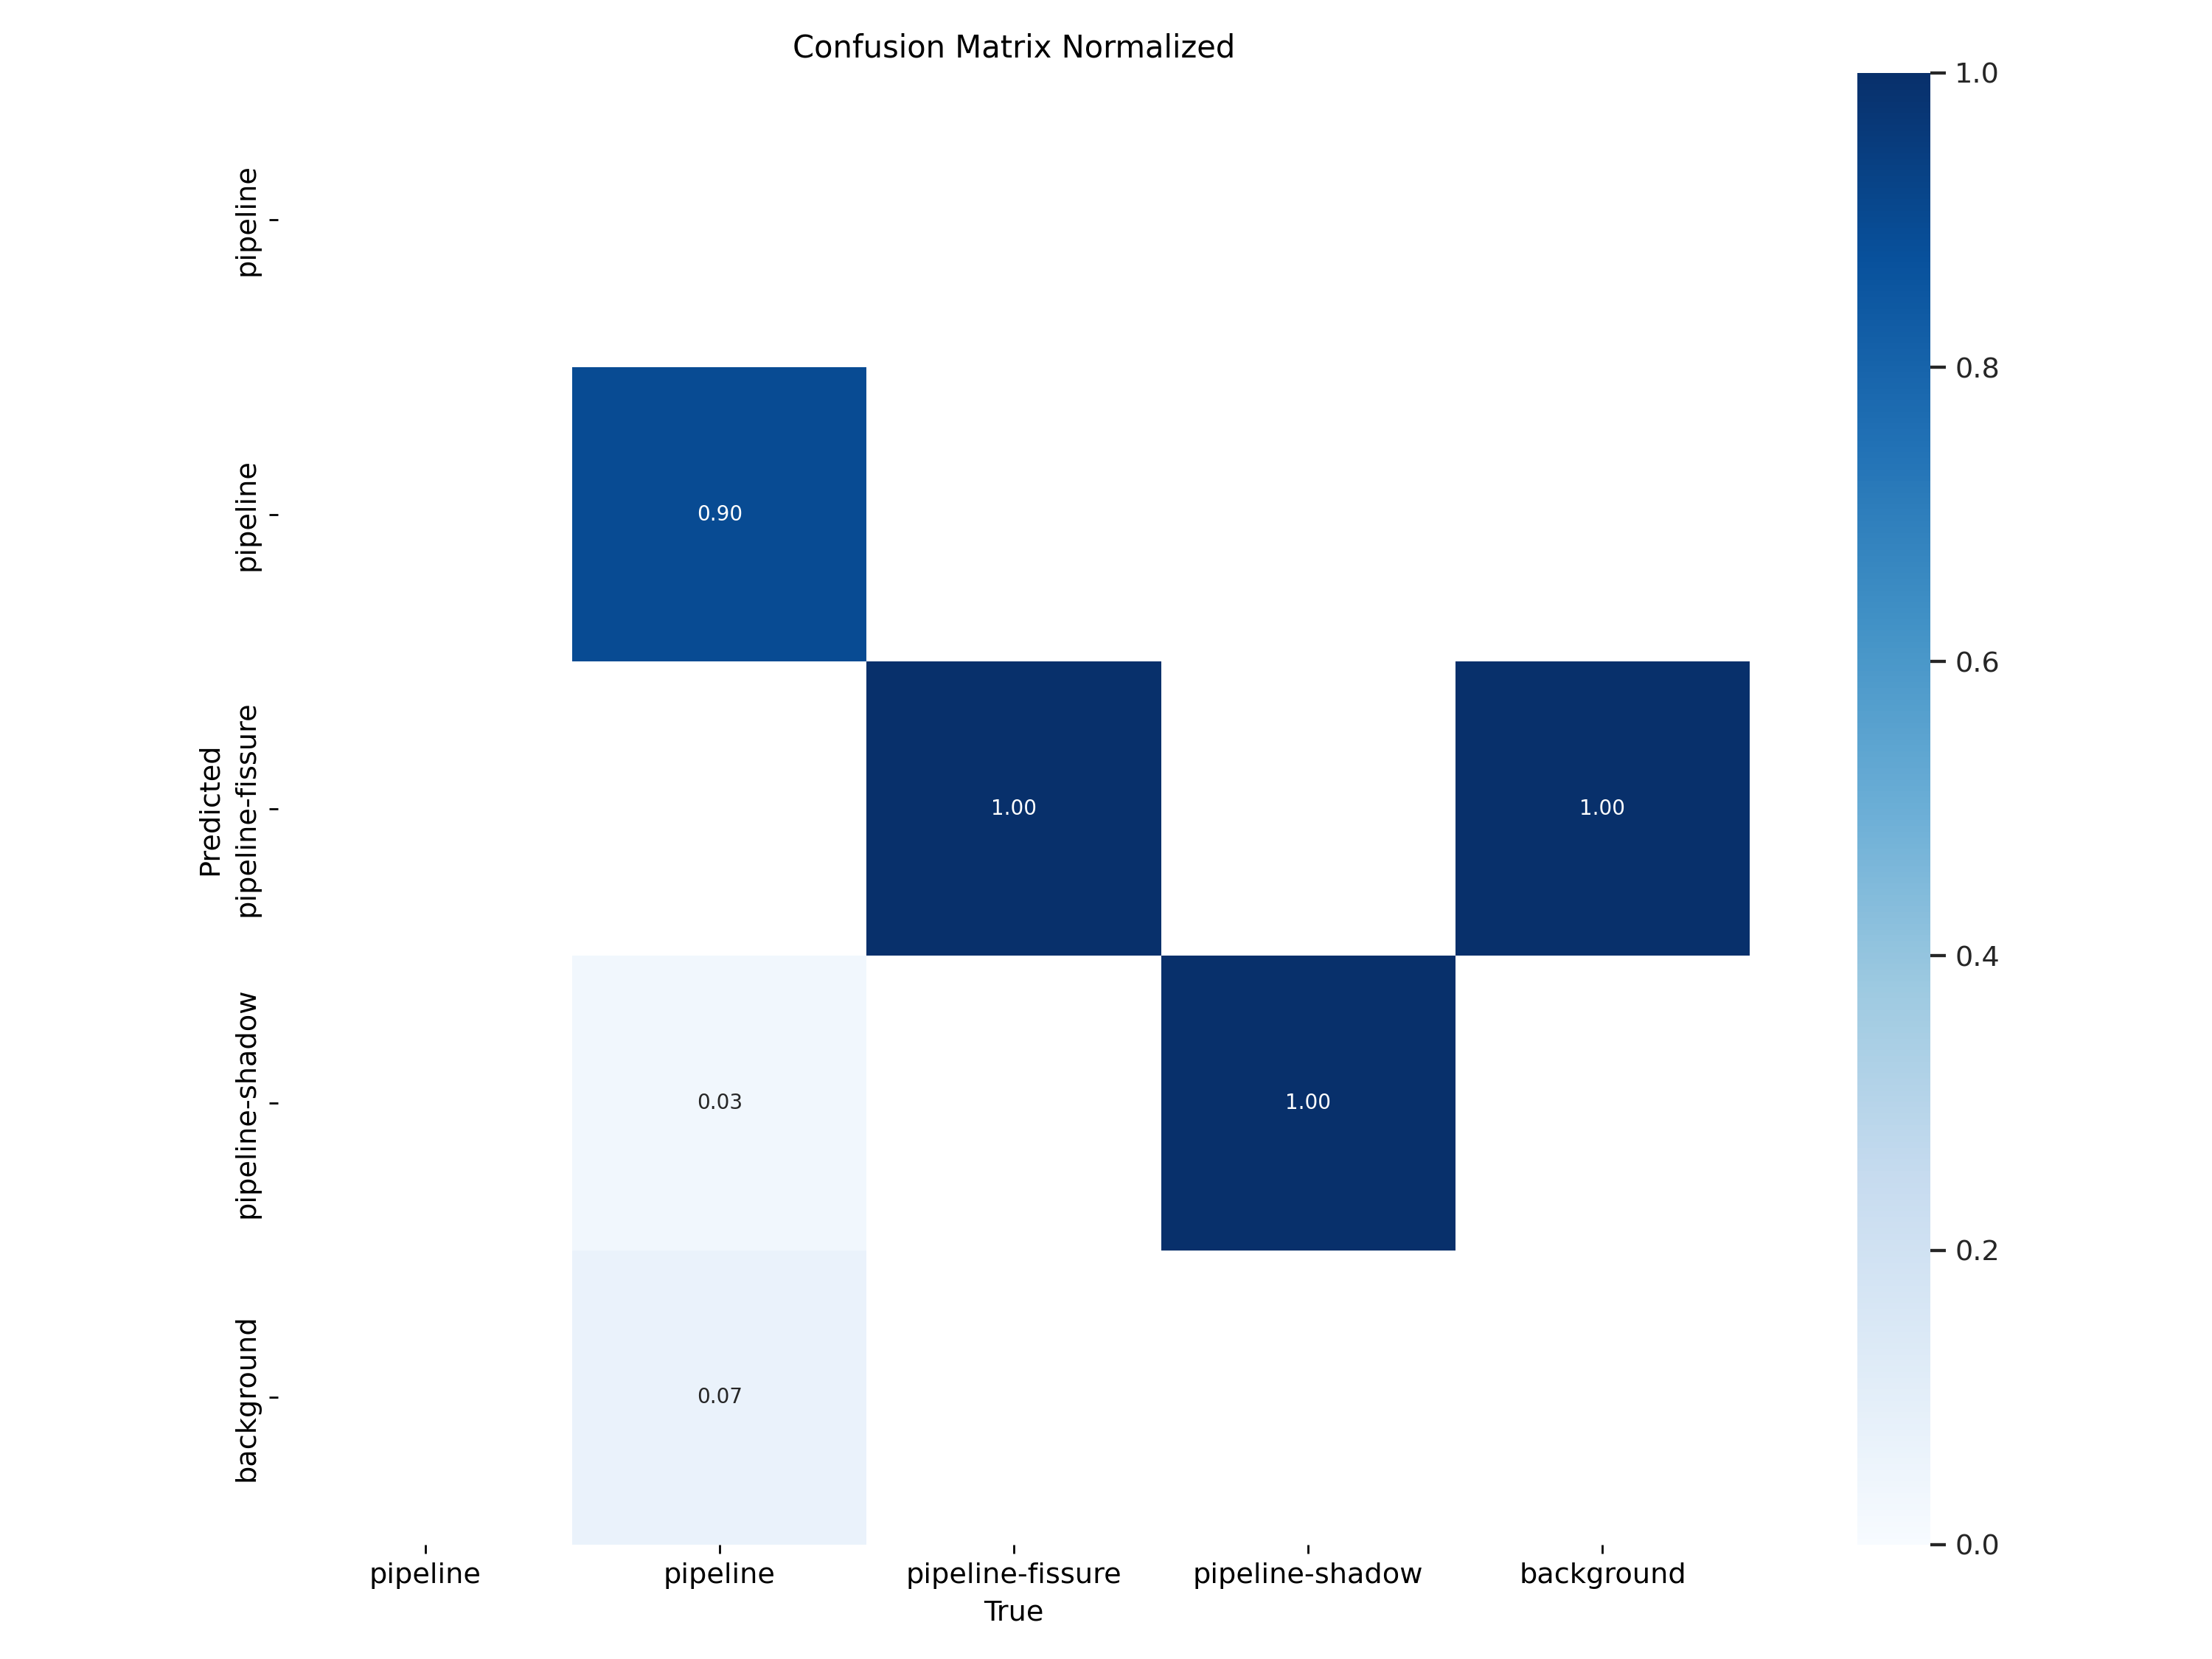 Confusion Matrix Normalized
pipeline
pipeline
pipeline-fissure
pipeline-shadow
background
Predicted
0.90
1.00
1.00
0.03
1.00
0.07
pipeline
pipeline
pipeline-fissure
pipeline-shadow
background
True
1.0
0.8
0.6
0.4
0.2
0.0